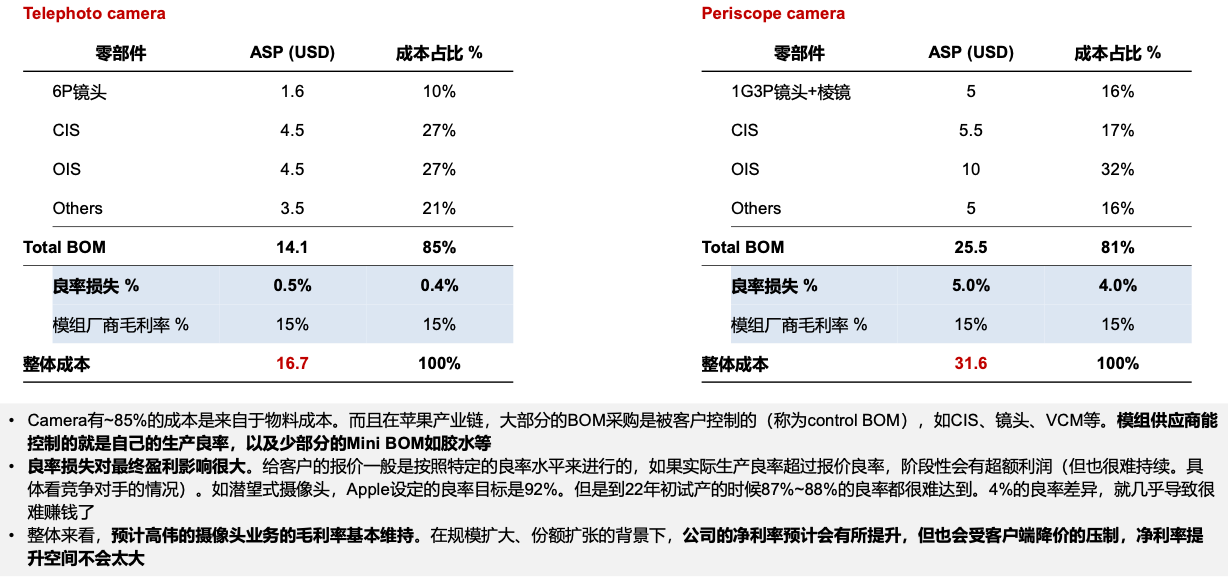 Telephoto camera
零部件 ASP (USD) 成本占比 %
6P镜头 1.6 10%
CIS 4.5 27%
OIS 4.5 27%
Others 3.5 21%
Total BOM 14.1 85%
良率损失 % 0.5% 0.4%
模组厂商毛利率 % 15% 15%
整体成本 16.7 100%
Periscope camera
零部件 ASP (USD) 成本占比 %
1G3P镜头+棱镜 5 16%
CIS 5.5 17%
OIS 10 32%
Others 5 16%
Total BOM 25.5 81%
良率损失 % 5.0% 4.0%
模组厂商毛利率 % 15% 15%
整体成本 31.6 100%
• Camera有~85%的成本是来自于物料成本。而且在苹果产业链，大部分的BOM采购是被客户控制的（称为control BOM），如CIS、镜头、VCM等。模组供应商能
控制的就是自己的生产良率，以及少部分的Mini BOM如胶水等
• 良率损失对最终盈利影响很大。给客户的报价一般是按照特定的良率水平来进行的，如果实际生产良率超过报价良率，阶段性会有超额利润（但也很难持续。具
体看竞争对手的情况）。如潜望式摄像头，Apple设定的良率目标是92%。但是到22年初试产的时候87%~88%的良率都很难达到。4%的良率差异，就几乎导致很
难赚钱了
• 整体来看，预计高伟的摄像头业务的毛利率基本维持。在规模扩大、份额扩张的背景下，公司的净利率预计会有所提升，但也会受客户端降价的压制，净利率提
升空间不会太大